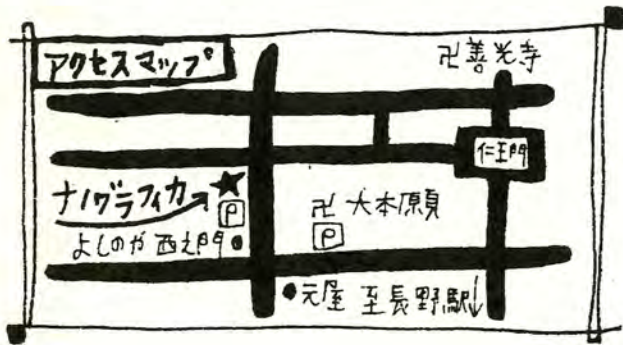 アクセスマップ
卍善光寺
仁王門
ナノグラフィカ
P
卍 大本願
P
よしのや 西之門
元屋 至長野駅↓